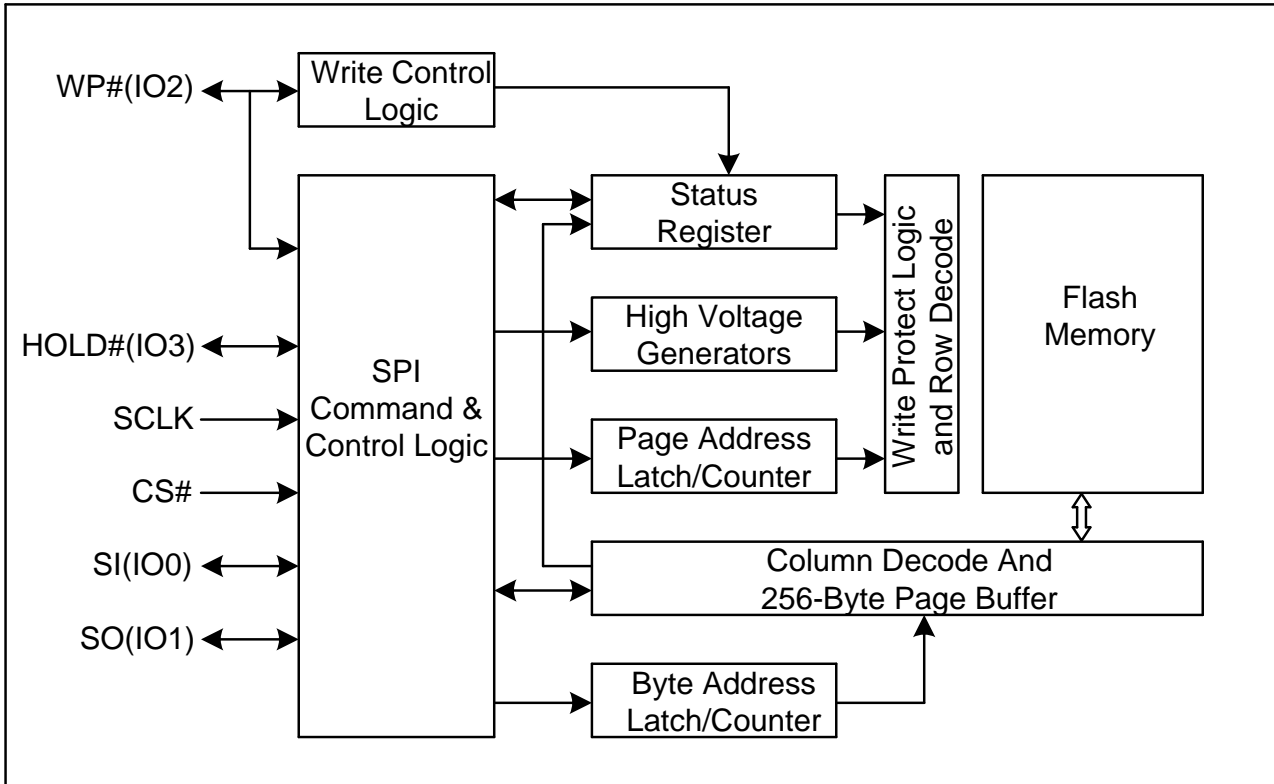 WP#(IO2)
Write Control
Logic
Status
Register
Write Protect Logic
and Row Decode
Flash
Memory
HOLD#(IO3)
High Voltage
Generators
SPI
Command &
Control Logic
SCLK
Page Address
Latch/Counter
CS#
SI(IO0)
Column Decode And
256-Byte Page Buffer
SO(IO1)
Byte Address
Latch/Counter